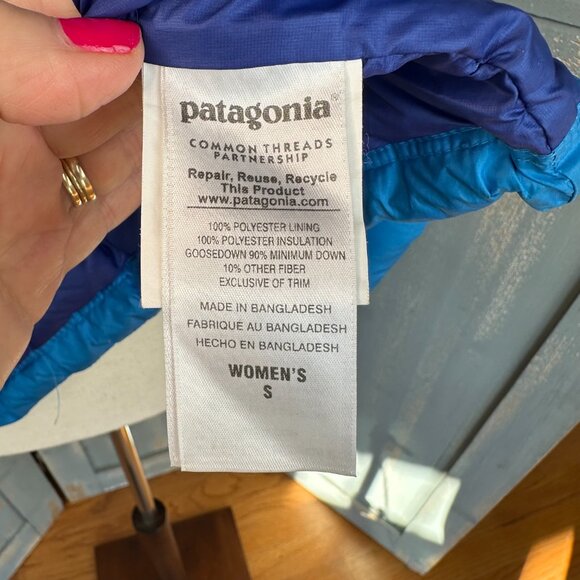 patagonia®
COMMON THREADS
PARTNERSHIP
Repair, Reuse, Recycle
This Product
www.patagonia.com
100% POLYESTER LINING
100% POLYESTER INSULATION
GOOSEDOWN 90% MINIMUM DOWN
10% OTHER FIBER
EXCLUSIVE OF TRIM
MADE IN BANGLADESH
FABRIQUE AU BANGLADESH
HECHO EN BANGLADESH
WOMEN'S
S